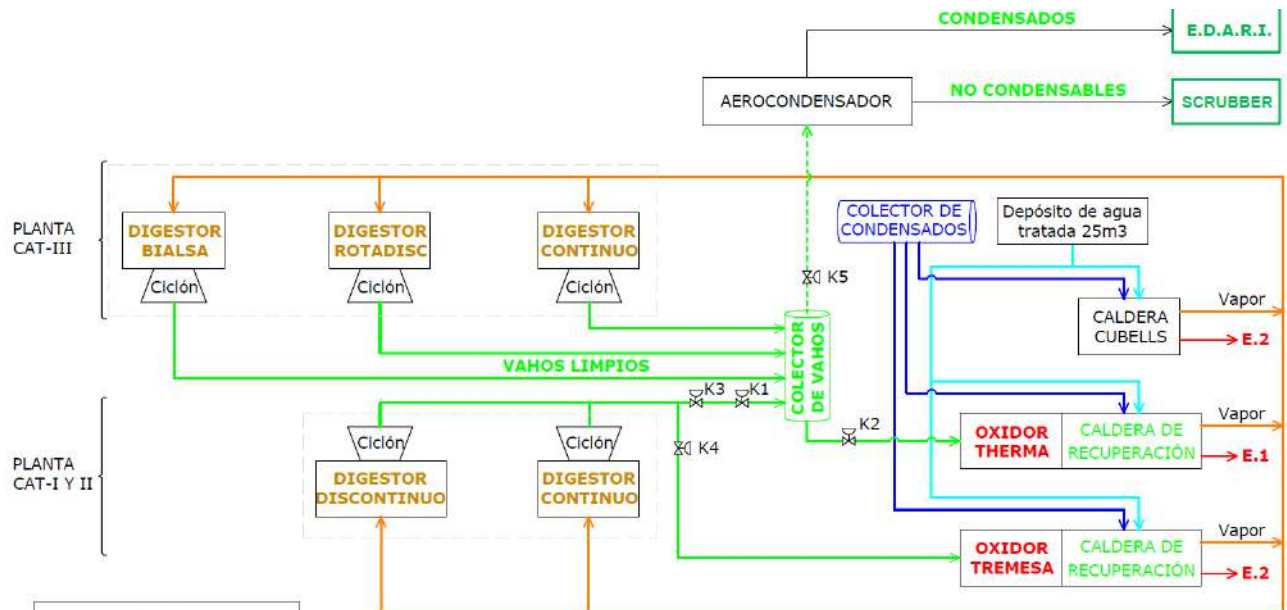 CONDENSADOS
E.D.A.R.I.
AEROCONDENSADOR
NO CONDENSABLES
SCRUBBER
PLANTA
CAT-III
DIGESTOR
BIALSA
Ciclón
DIGESTOR
ROTADISC
Ciclón
DIGESTOR
CONTINUO
Ciclón
COLECTOR DE
CONDENSADOS
Depósito de agua
tratada 25m3
K5
CALDERA
CUBELLS
Vapor
E.2
VAHOS LIMPIOS
COLECTOR
DE VAHOS
K3
K1
K2
K4
PLANTA
CAT-I Y II
Ciclón
DIGESTOR
DISCONTINUO
Ciclón
DIGESTOR
CONTINUO
OXIDOR
THERMA
CALDERA DE
RECUPERACIÓN
Vapor
E.1
OXIDOR
TREMESA
CALDERA DE
RECUPERACIÓN
Vapor
E.2